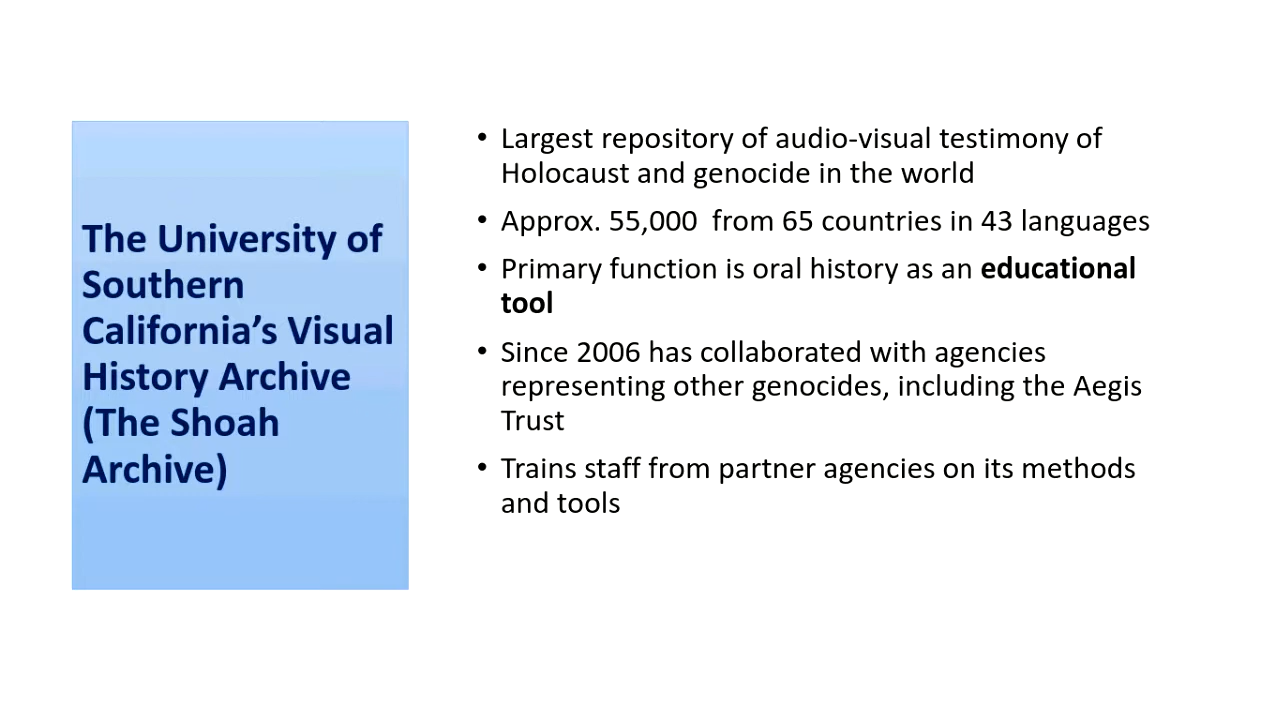 The University of
Southern
California’s Visual
History Archive
(The Shoah
Archive)
• Largest repository of audio-visual testimony of
Holocaust and genocide in the world
• Approx. 55,000  from 65 countries in 43 languages
• Primary function is oral history as an educational
tool
• Since 2006 has collaborated with agencies
representing other genocides, including the Aegis
Trust
• Trains staff from partner agencies on its methods
and tools